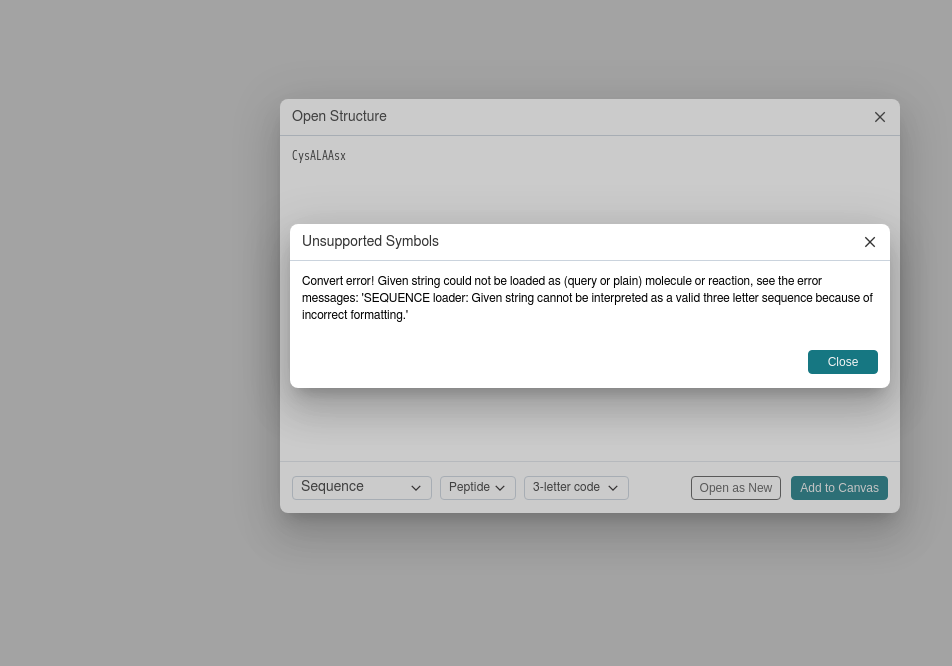 Open Structure
CysALAAsx
Unsupported Symbols
Convert error! Given string could not be loaded as (query or plain) molecule or reaction, see the error
messages: 'SEQUENCE loader: Given string cannot be interpreted as a valid three letter sequence because of
incorrect formatting.'
Close
Sequence Peptide 3-letter code Open as New Add to Canvas